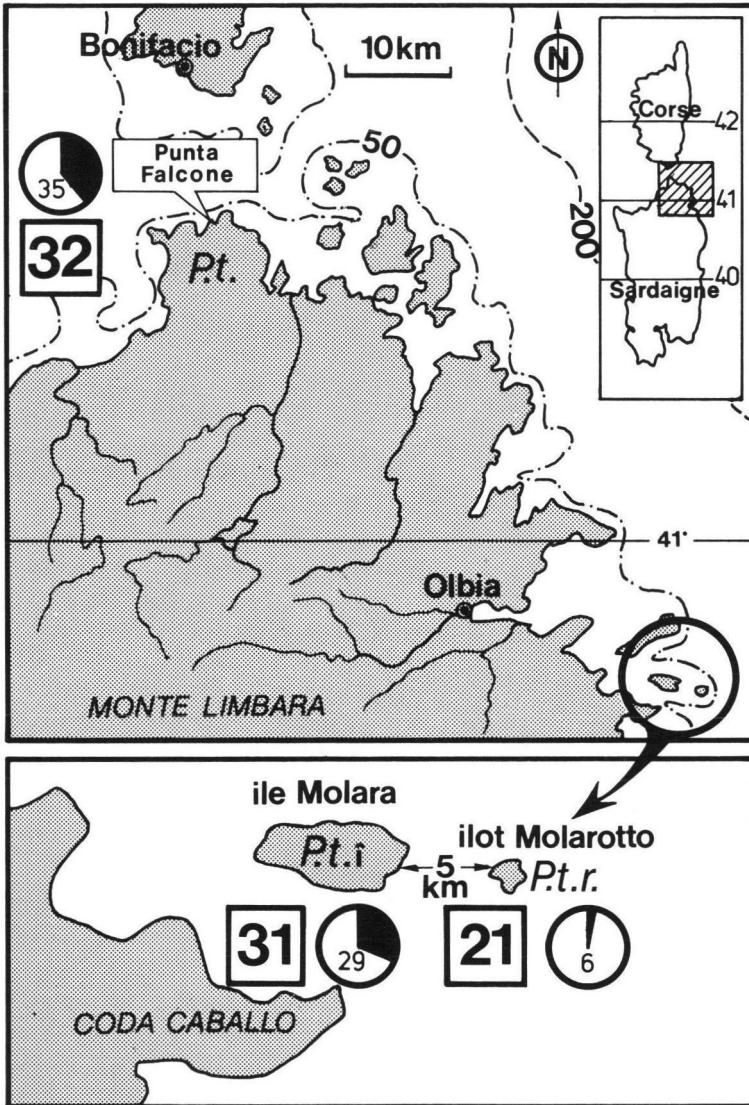 Bonifacio
10km
N
Corse
42
41
40
Sardaigne
50
200
Punta
Falcone
35
32
P.t.
41°
Olbia
MONTE LIMBARA
ile Molara
ilot Molarotto
P.t.î
5
km
P.t.r.
31
29
21
6
CODA CABALLO